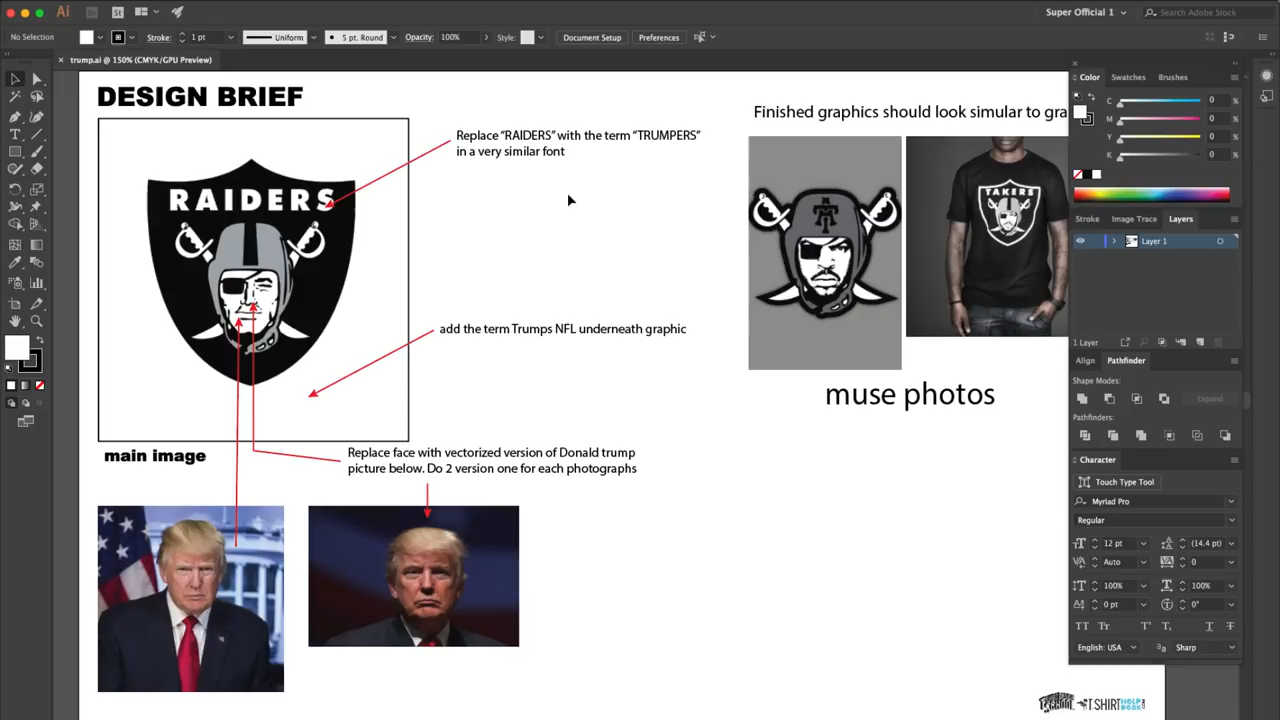 Ai
Br
St
Super Official 1
Search Adobe Stock
No Selection
Stroke:
1 pt
Uniform
5 pt. Round
Opacity:
100%
Style:
Document Setup
Preferences
× trump.ai @ 150% (CMYK/GPU Preview)
DESIGN BRIEF
RAIDERS
Replace “RAIDERS” with the term “TRUMPERS”
in a very similar font
add the term Trumps NFL underneath graphic
main image
Replace face with vectorized version of Donald trump
picture below. Do 2 version one for each photographs
Finished graphics should look simular to gra
TAKERS
muse photos
T.SHIRT HELP DESK
Color
Swatches
Brushes
C 0 %
M 0 %
Y 0 %
K 0 %
Stroke
Image Trace
Layers
Layer 1
1 Layer
Align
Pathfinder
Shape Modes:
Expand
Pathfinders:
Character
Touch Type Tool
Myriad Pro
Regular
12 pt
(14.4 pt)
Auto
0
100%
100%
0 pt
0°
English: USA
Sharp